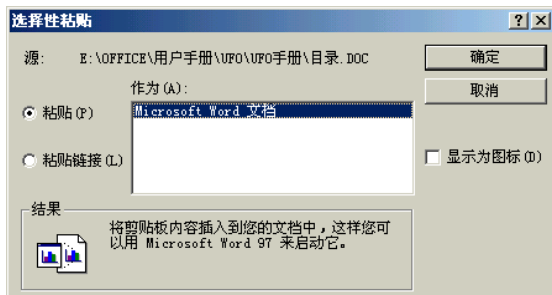 选择性粘贴
源: E:\OFFICE\用户手册\UFO\UFO手册\目录.DOC
确定
作为(A):
取消
粘贴(P)
Microsoft Word 文档
粘贴链接(L)
显示为图标(D)
结果
将剪贴板内容插入到您的文档中，这样您可
以用 Microsoft Word 97 来启动它。